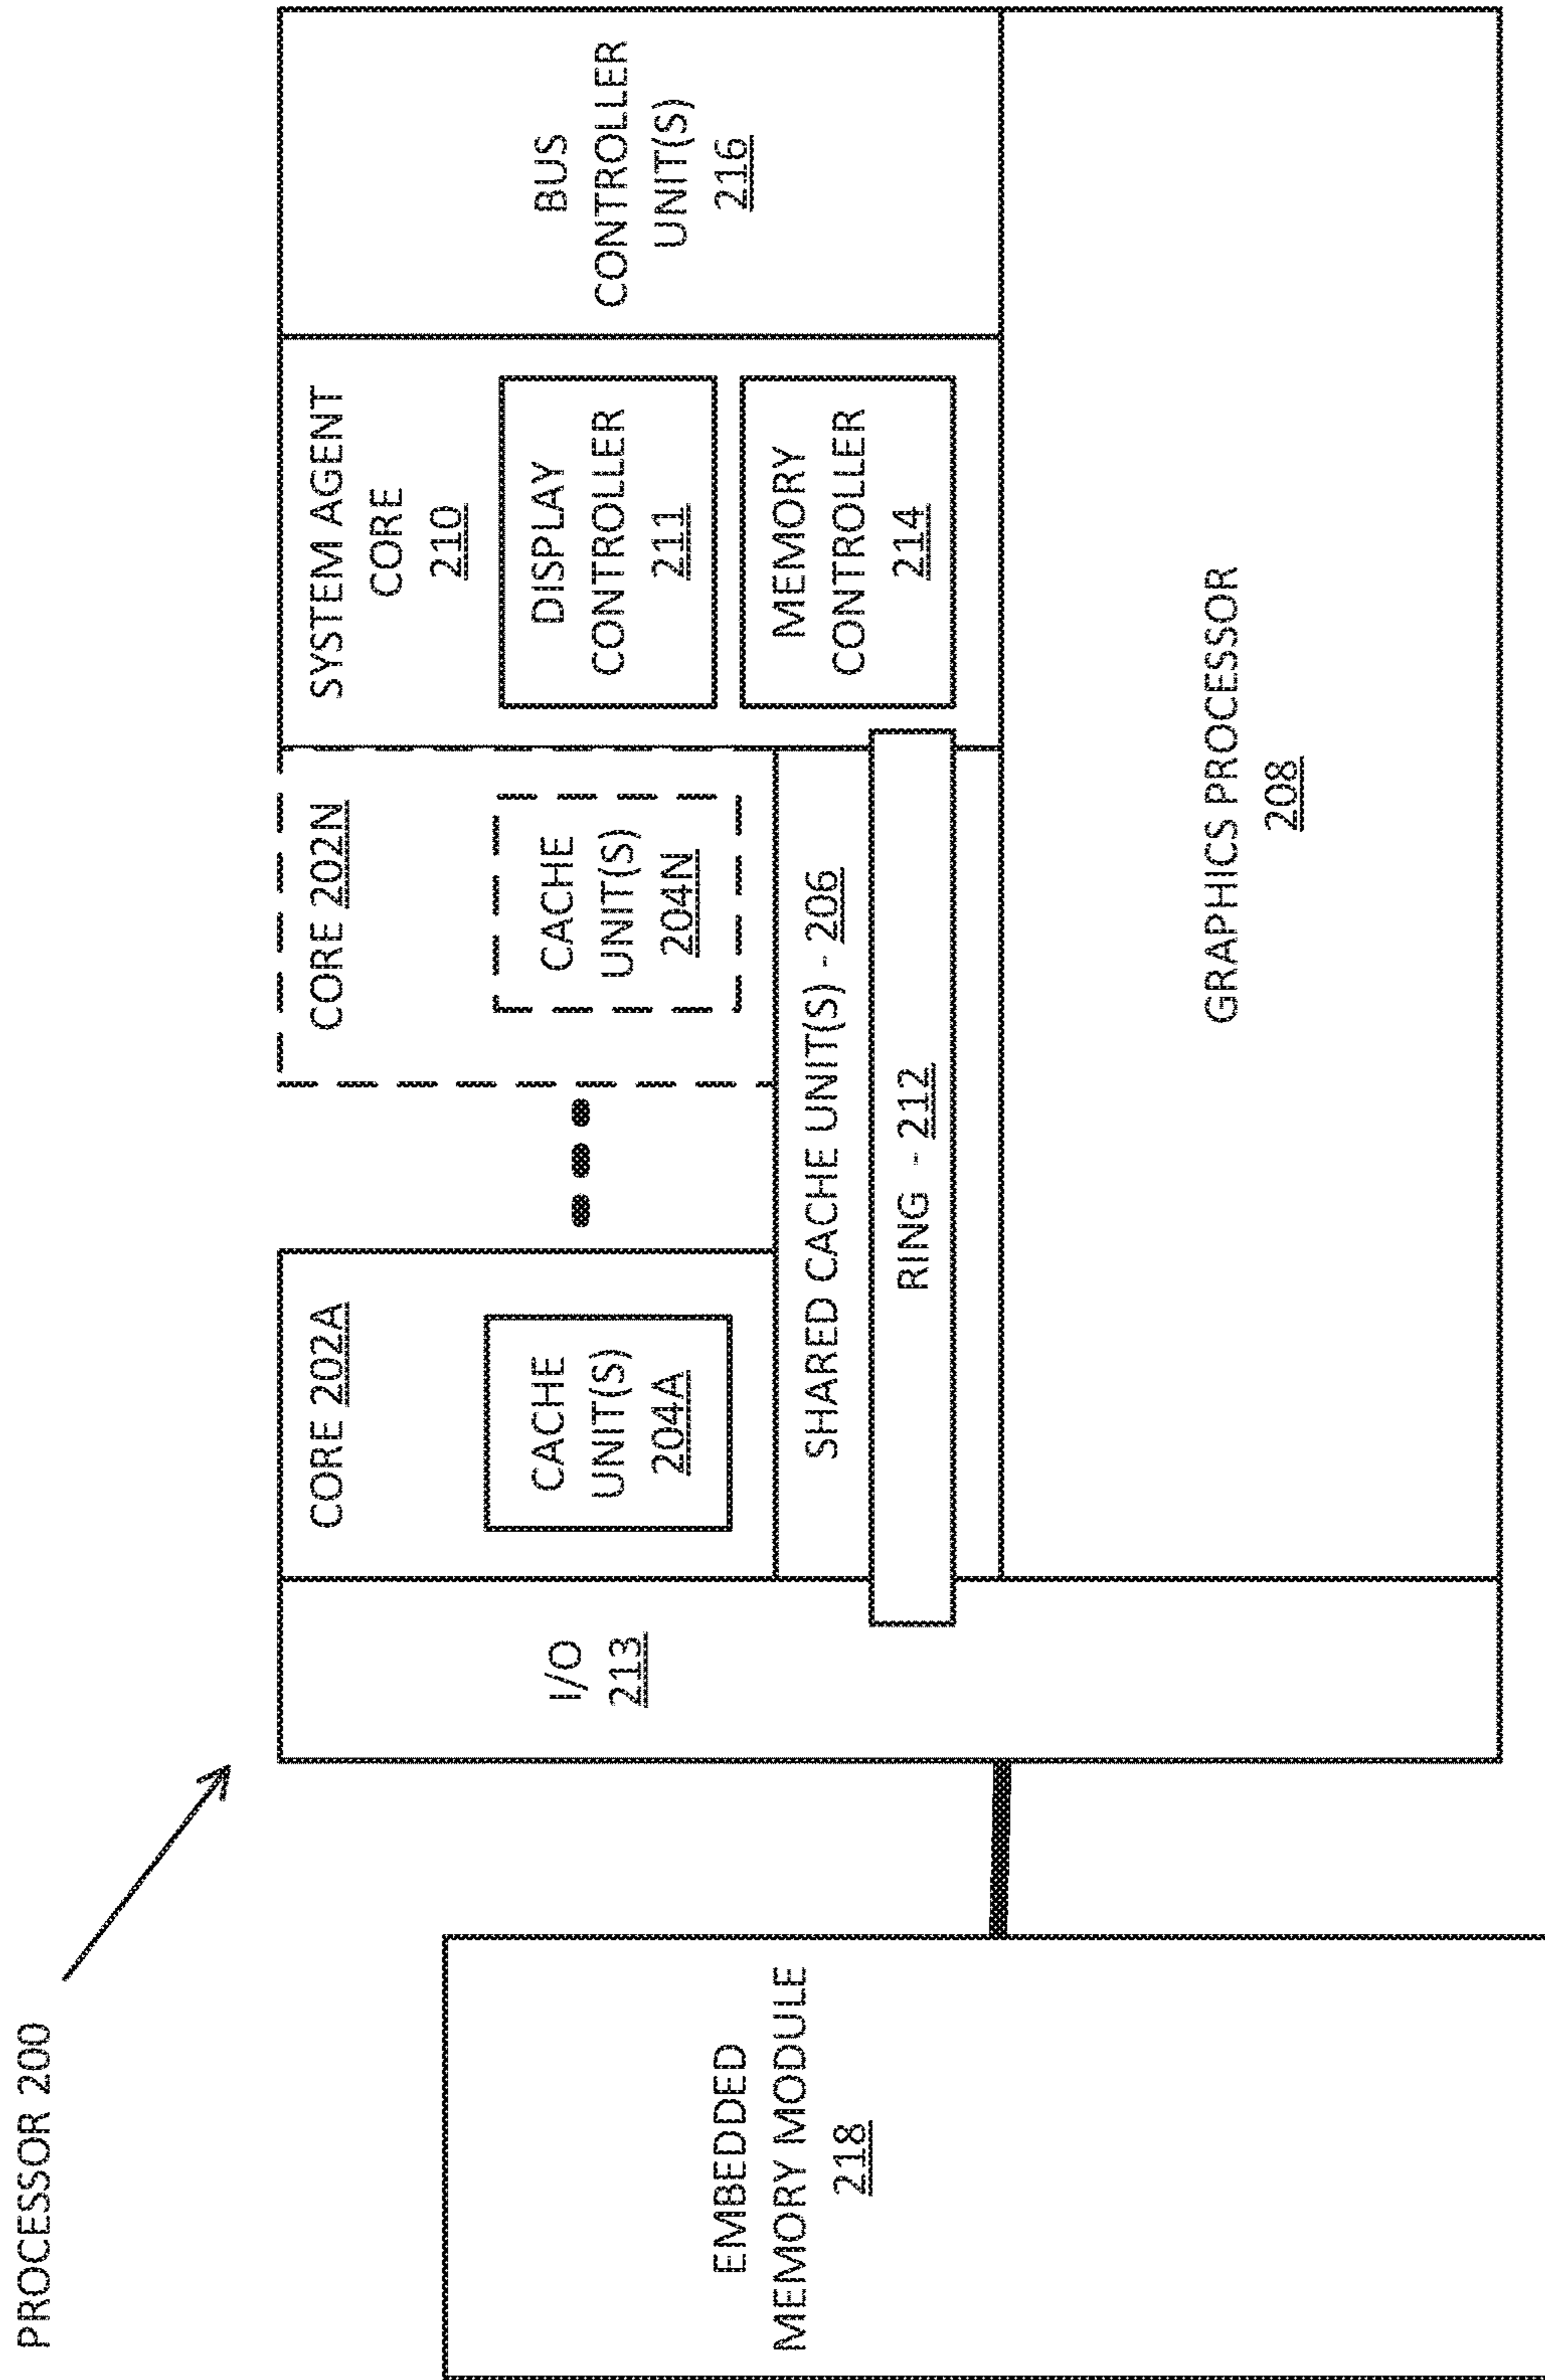 PROCESSOR 200
EMBEDDED
MEMORY MODULE
218
I/O
213
CORE 202A
CACHE
UNIT(S)
204A
CORE 202N
CACHE
UNIT(S)
204N
SHARED CACHE UNIT(S) - 206
RING - 212
SYSTEM AGENT
CORE
210
DISPLAY
CONTROLLER
211
MEMORY
CONTROLLER
214
BUS
CONTROLLER
UNIT(S)
216
GRAPHICS PROCESSOR
208